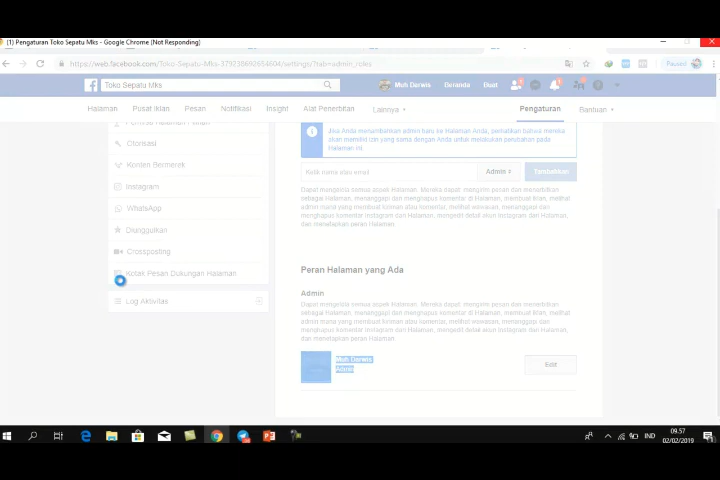 (1) Pengaturan Toko Sepatu Mks - Google Chrome (Not Responding)
https://web.facebook.com/Toko-Sepatu-Mks-379238662654604/settings/?tab=admin_roles
Paused
Toko Sepatu Mks
Muh Darwis
Beranda
Buat
Halaman
Pusat Iklan
Pesan
Notifikasi
Insight
Alat Penerbitan
Lainnya
Pengaturan
Bantuan
Otorisasi
Konten Bermerek
Instagram
WhatsApp
Diunggulkan
Crossposting
Kotak Pesan Dukungan Halaman
Log Aktivitas
Jika Anda menambahkan admin baru ke Halaman Anda, perhatikan bahwa mereka
akan memiliki izin yang sama dengan Anda untuk melakukan perubahan pada
Halaman ini.
Ketik nama atau email
Admin
Tambahkan
Dapat mengelola semua aspek Halaman. Mereka dapat: mengirim pesan dan menerbitkan
sebagai Halaman, menanggapi dan menghapus komentar di Halaman, membuat iklan, melihat
admin mana yang membuat kiriman atau komentar, melihat wawasan, menanggapi dan
menghapus komentar Instagram dari Halaman, mengedit detail akun Instagram dari Halaman,
dan menetapkan peran Halaman.
Peran Halaman yang Ada
Admin
Dapat mengelola semua aspek Halaman. Mereka dapat: mengirim pesan dan menerbitkan
sebagai Halaman, menanggapi dan menghapus komentar di Halaman, membuat iklan, melihat
admin mana yang membuat kiriman atau komentar, melihat wawasan, menanggapi dan
menghapus komentar Instagram dari Halaman, mengedit detail akun Instagram dari Halaman,
dan menetapkan peran Halaman.
Muh Darwis
Admin
Edit
IND
09.57
02/02/2019